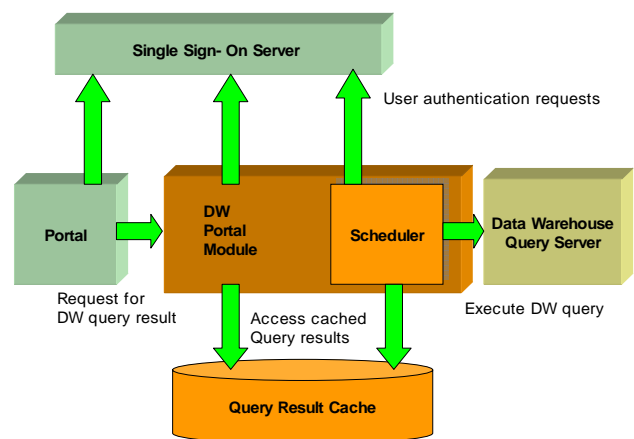 Single Sign- On Server
User authentication requests
Portal
DW
Portal
Module
Scheduler
Data Warehouse
Query Server
Request for
DW query result
Access cached
Query results
Execute DW query
Query Result Cache